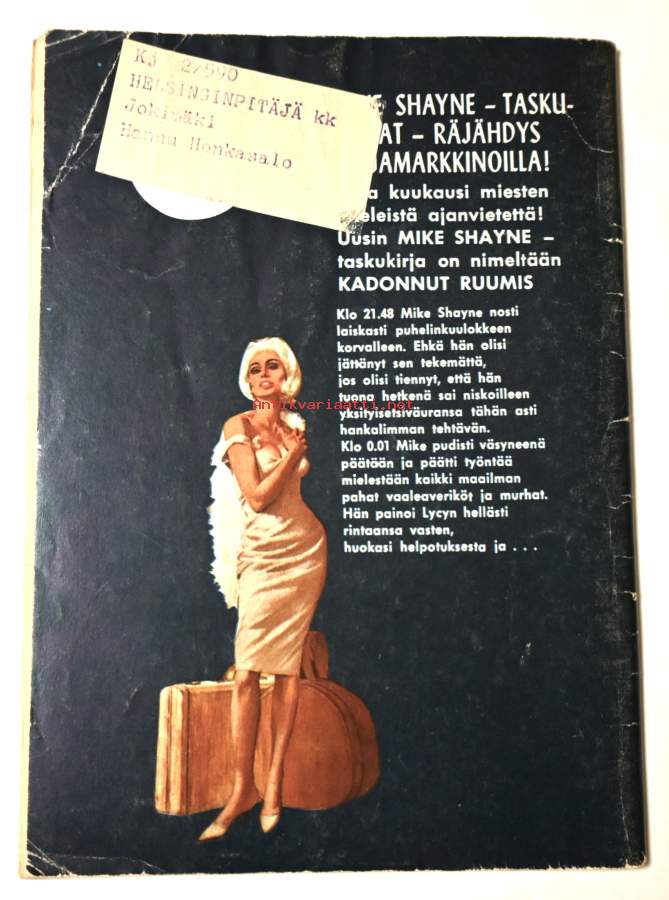 K3 2/990
HELSINGINPITÄJÄ kk
Jokimäki
Hannu Honkasalo
SHAYNE – TASKU-
AT – RÄJÄHDYS
JAMARKKINOILLA!
kuukausi miesten
eleistä ajanvietettä!
Uusin MIKE SHAYNE –
taskukirja on nimeltään
KADONNUT RUUMIS
Klo 21.48 Mike Shayne nosti
laiskasti puhelinkuulokkeen
korvalleen. Ehkä hän olisi
jättänyt sen tekemättä,
jos olisi tiennyt, että hän
tuona hetkenä sai niskoilleen
yksityisetsiväuransa tähän asti
hankalimman tehtävän.
Klo 0.01 Mike pudisti väsyneenä
päätään ja päätti työntää
mielestään kaikki maailman
pahat vaaleaveriköt ja murhat.
Hän painoi Lycyn hellästi
rintaansa vasten,
huokasi helpotuksesta ja . . .
Antikvariaatti.net